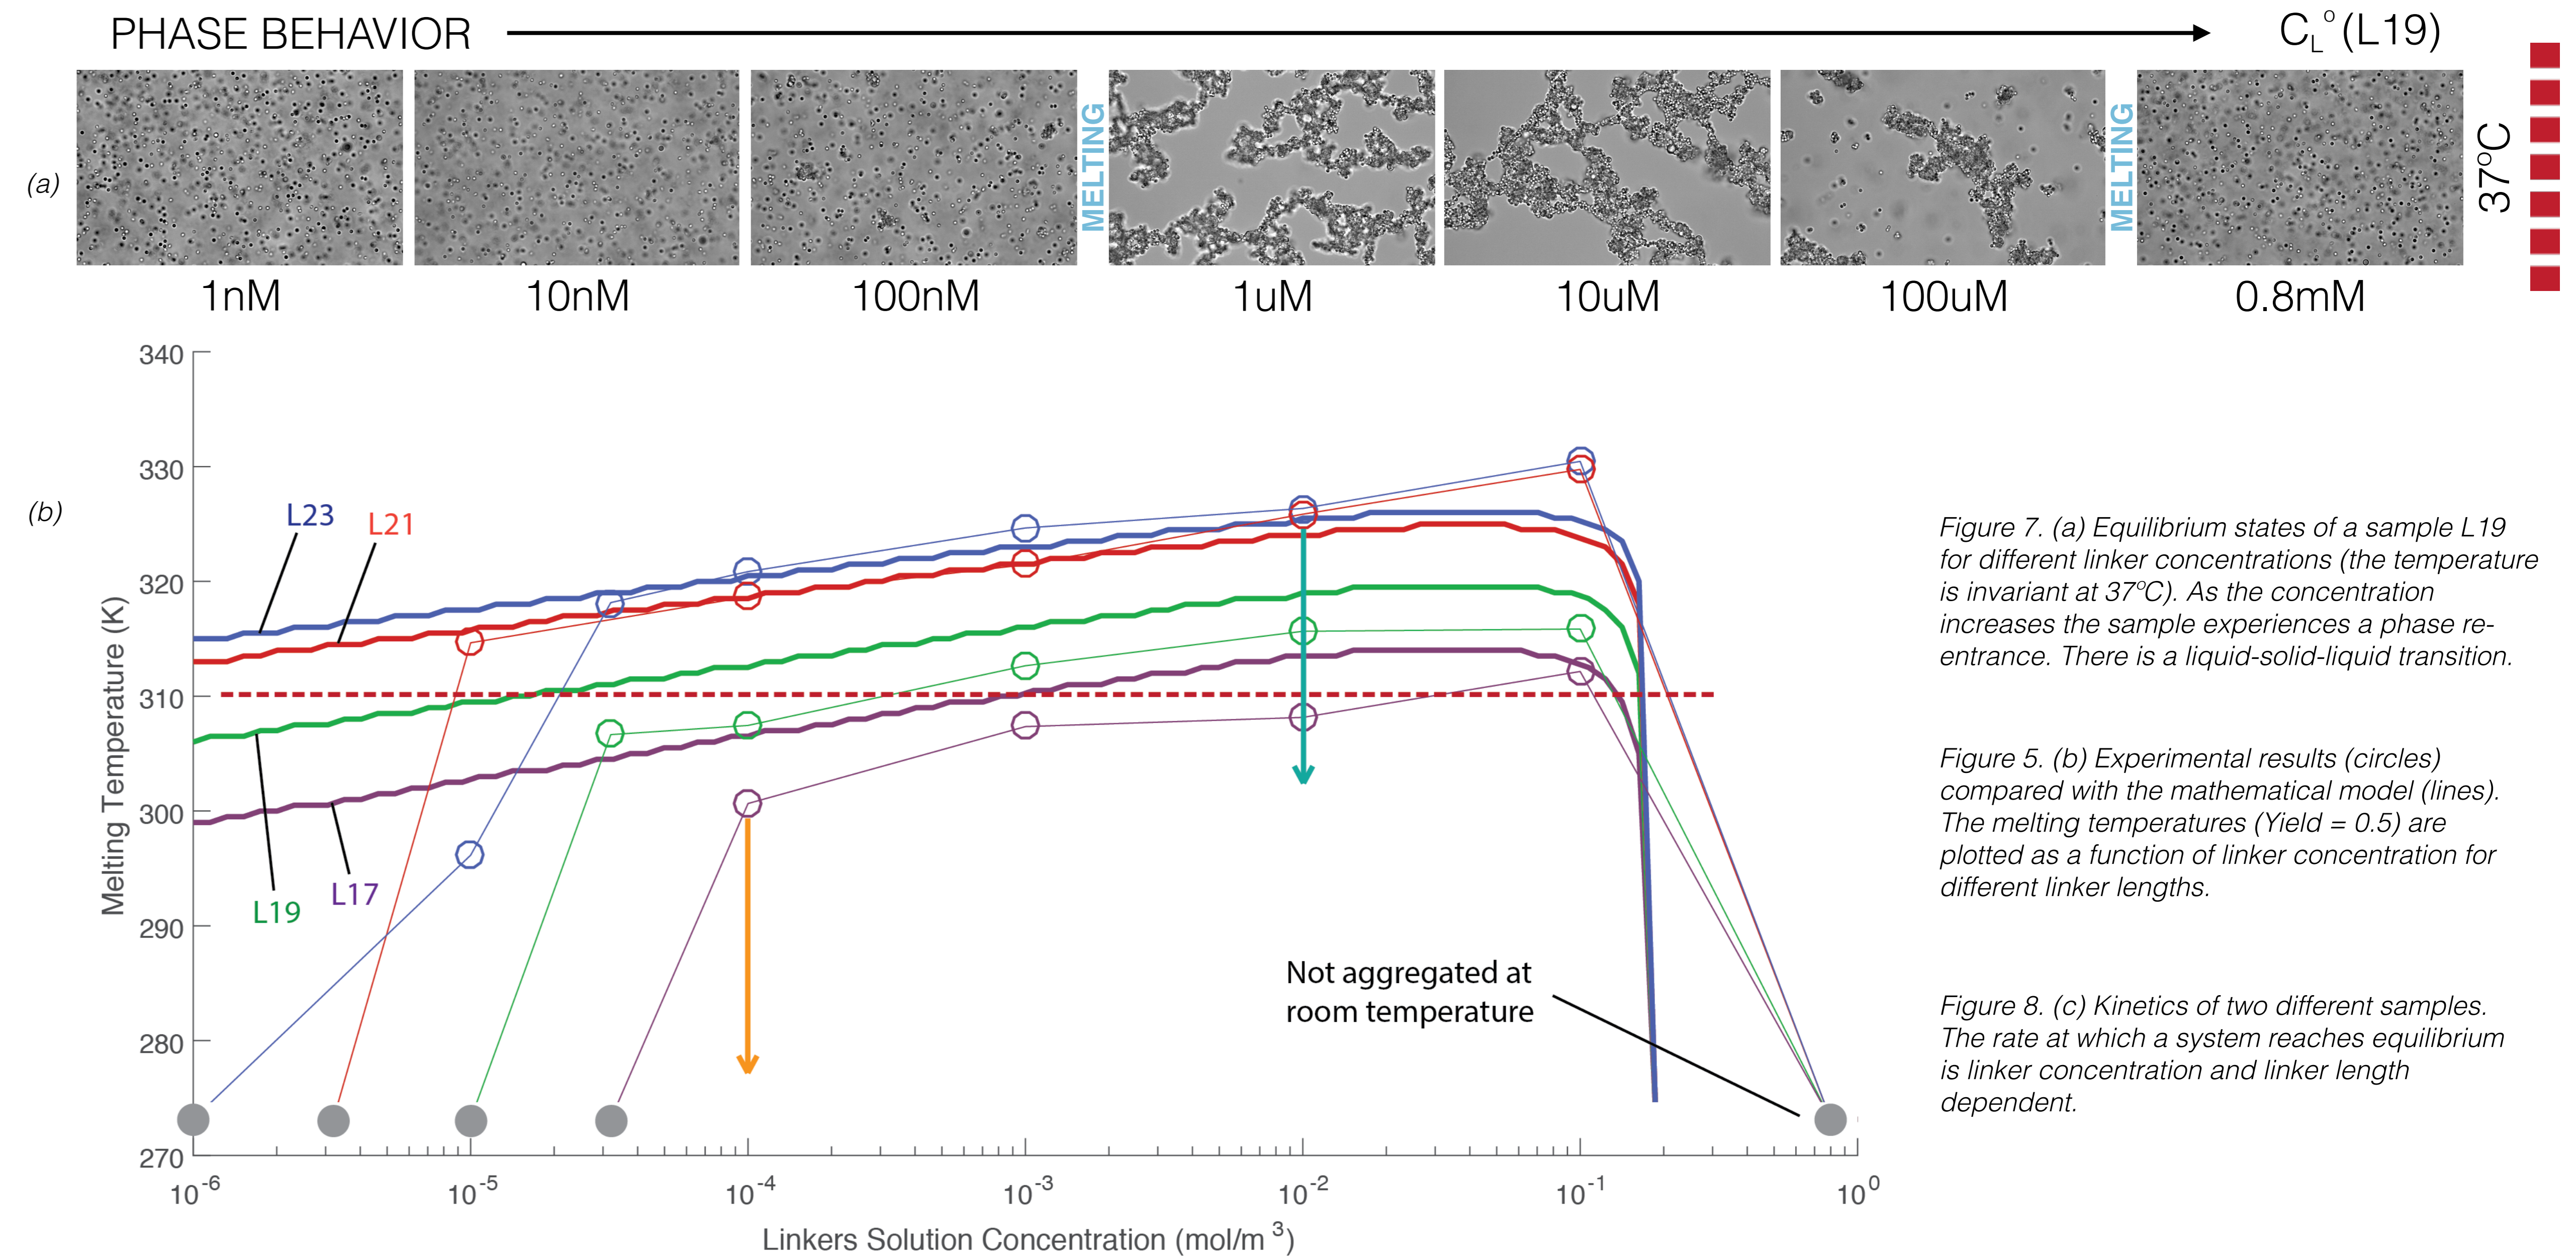 PHASE BEHAVIOR
C_L^o (L19)
(a)
MELTING
MELTING
37ºC
1nM
10nM
100nM
1uM
10uM
100uM
0.8mM
(b)
340
330
320
310
300
290
280
270
Melting Temperature (K)
L23
L21
L19
L17
Not aggregated at
room temperature
10^-6
10^-5
10^-4
10^-3
10^-2
10^-1
10^0
Linkers Solution Concentration (mol/m^3)
Figure 7. (a) Equilibrium states of a sample L19
for different linker concentrations (the temperature
is invariant at 37ºC). As the concentration
increases the sample experiences a phase re-
entrance. There is a liquid-solid-liquid transition.
Figure 5. (b) Experimental results (circles)
compared with the mathematical model (lines).
The melting temperatures (Yield = 0.5) are
plotted as a function of linker concentration for
different linker lengths.
Figure 8. (c) Kinetics of two different samples.
The rate at which a system reaches equilibrium
is linker concentration and linker length
dependent.